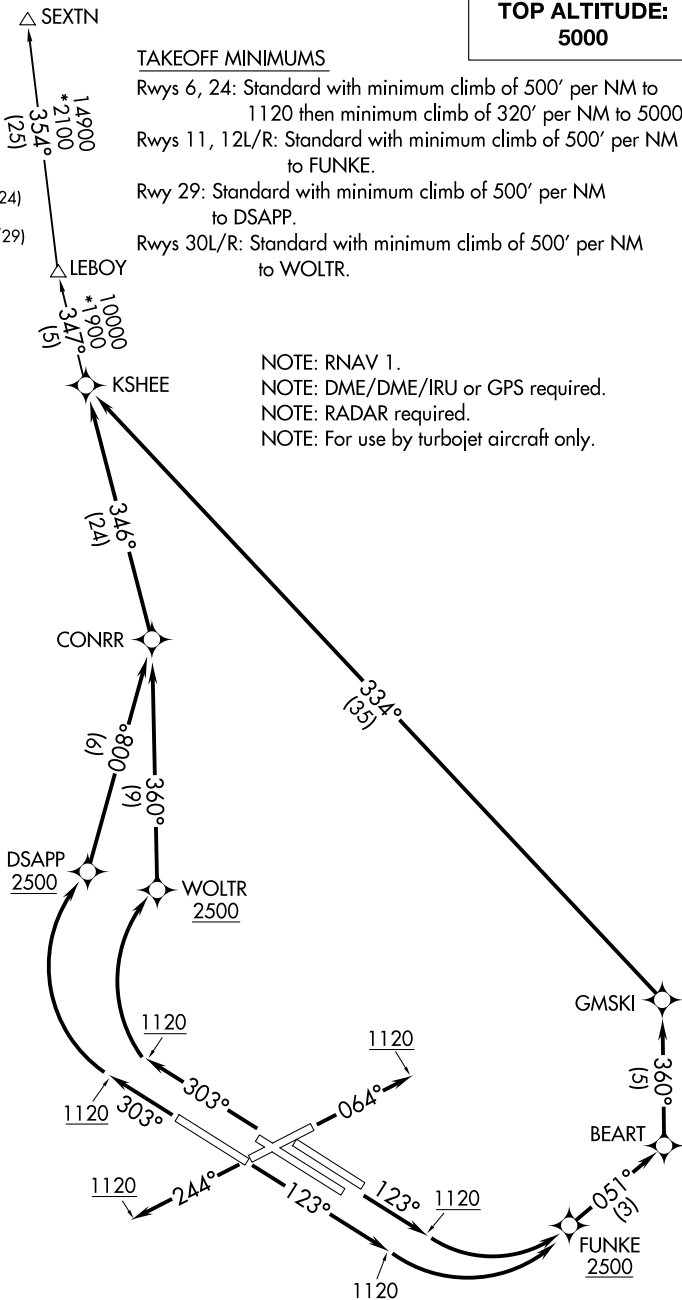 SEXTN
TOP ALTITUDE:
5000
TAKEOFF MINIMUMS
Rwys 6, 24: Standard with minimum climb of 500' per NM to
1120 then minimum climb of 320' per NM to 5000
Rwys 11, 12L/R: Standard with minimum climb of 500' per NM
to FUNKE.
Rwy 29: Standard with minimum climb of 500' per NM
to DSAPP.
Rwys 30L/R: Standard with minimum climb of 500' per NM
to WOLTR.
14900
*2100
354°
(25)
24)
/29)
LEBOY
10000
*1900
347°
(5)
KSHEE
NOTE: RNAV 1.
NOTE: DME/DME/IRU or GPS required.
NOTE: RADAR required.
NOTE: For use by turbojet aircraft only.
346°
(24)
CONRR
334°
(35)
008°
(6)
360°
(9)
DSAPP
2500
WOLTR
2500
GMSKI
1120
1120
360°
(5)
303°
064°
1120
303°
BEART
1120
244°
123°
123°
1120
051°
(3)
FUNKE
2500
1120